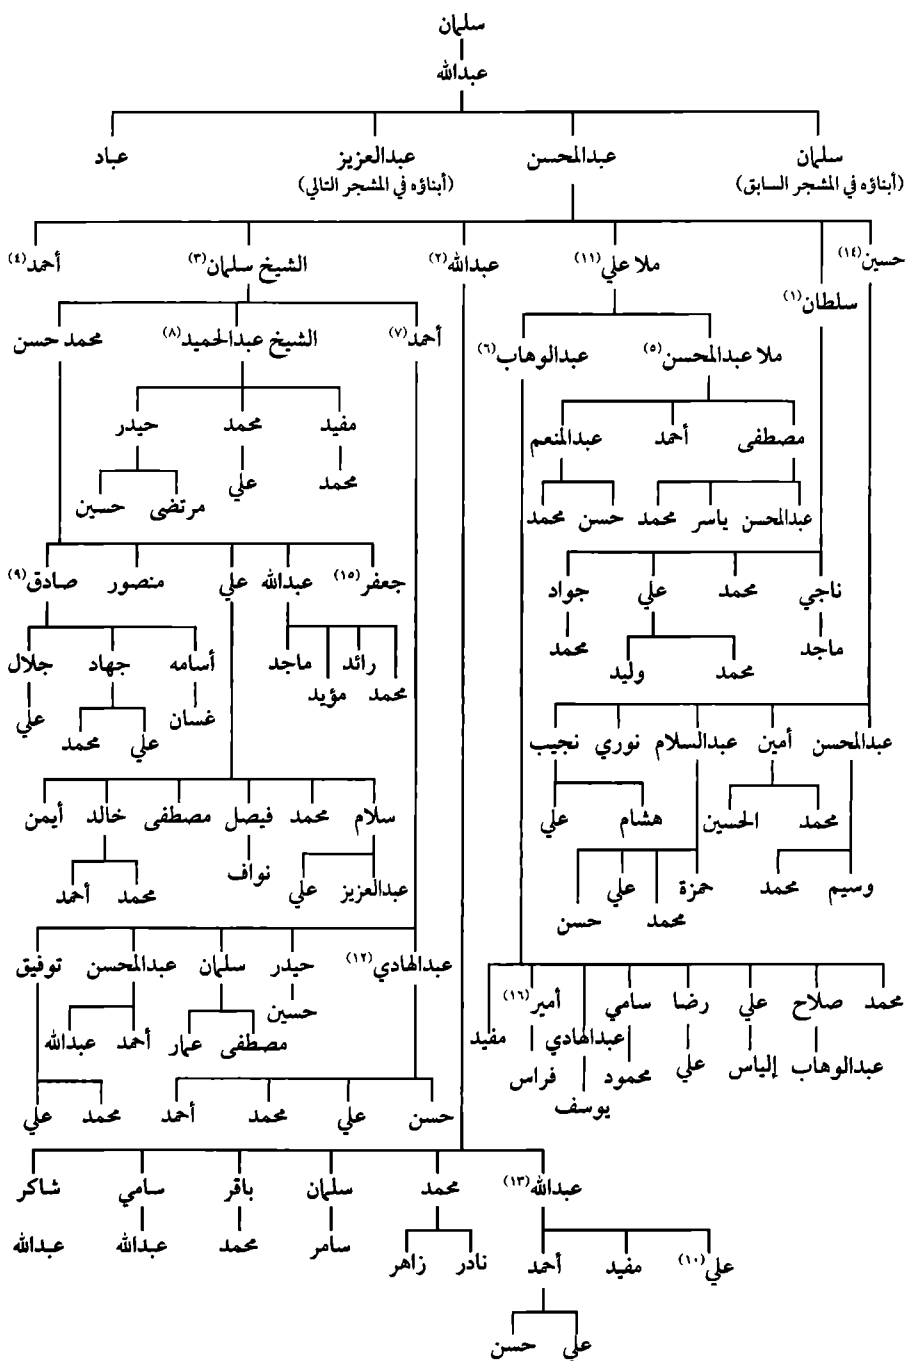 سلمان
عبدالله
سلمان عبدالمحسن عبدالعزيز عباد
(أبناؤه في المشجر السابق) (أبناؤه في المشجر التالي)
حسين(١٤) ملا علي(١١) عبدالله(٢) الشيخ سلمان(٣) أحمد(٤)
سلطان(١)
أحمد(٧) الشيخ عبدالحميد(٨) محمد حسن
ملا عبدالمحسن(٥) عبدالوهاب(٦)
مفيد محمد حيدر
مصطفى أحمد عبدالمنعم
محمد علي مرتضى حسين
عبدالمحسن ياسر محمد حسن محمد
جعفر(١٥) عبدالله علي منصور صادق(٩)
ناجي محمد علي جواد
ماجد محمد وليد محمد
محمد رائد مؤيد ماجد أسامه جهاد جلال
غسان علي محمد علي
عبدالمحسن أمين عبدالسلام نوري نجيب
محمد الحسين هشام علي
سلام محمد فيصل مصطفى خالد أيمن
عبدالعزيز علي نواف محمد أحمد
وسيم محمد حمزة محمد علي حسن
عبدالهادي(١٢) حيدر سلمان عبدالمحسن توفيق
محمد صلاح علي رضا سامي عبدالهادي أمير(١٦) مفيد
حسين مصطفى عمار أحمد عبدالله
عبدالوهاب إلياس علي محمود يوسف فراس
حسن علي محمد أحمد محمد علي
عبدالله(١٣) محمد سلمان باقر سامي شاكر
علي(١٠) مفيد أحمد نادر زاهر سامر محمد عبدالله عبدالله
علي حسن